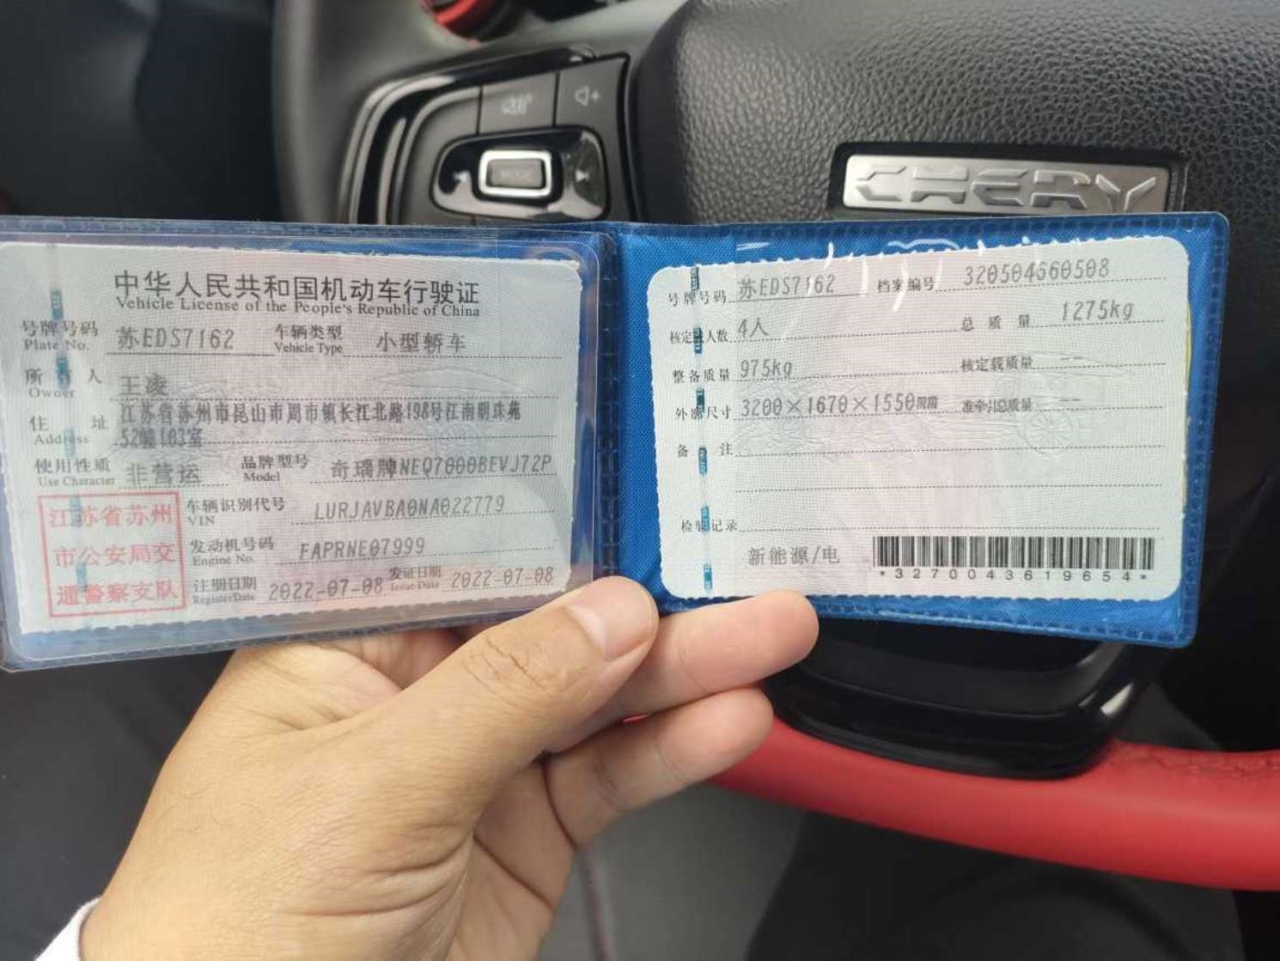 CHERY
MODE
中华人民共和国机动车行驶证
Vehicle License of the People's Republic of China
号牌号码 苏EDS7162 车辆类型 小型轿车
Plate No. Vehicle Type
所有人 王凌
Owner
住址 江苏省苏州市昆山市周市镇长江北路198号江南明珠苑
Address 52幢103室
使用性质 非营运 品牌型号 奇瑞牌NEQ7000BEVJ72P
Use Character Model
江苏省苏州
市公安局交
通警察支队
车辆识别代号 LURJAVBA0NA022779
VIN
发动机号码 FAPRNE07999
Engine No.
注册日期 2022-07-08 发证日期 2022-07-08
Register Date Issue Date
号牌号码 苏EDS7162 档案编号 320504660508
核定载人数 4人 总质量 1275kg
整备质量 975kg 核定载质量 --
外廓尺寸 3200×1670×1550mm 准牵引总质量 --
备注
检验记录
新能源/电
*3270043619654*